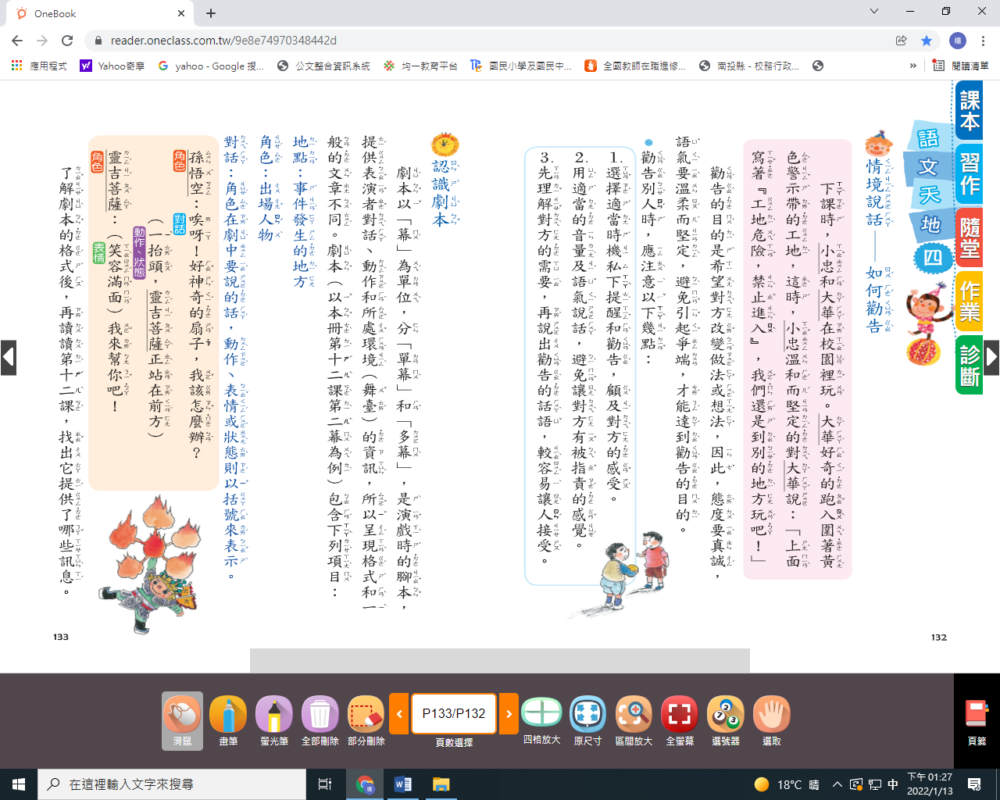 OneBook
reader.oneclass.com.tw/9e8e74970348442d
應用程式
Yahoo奇摩
yahoo - Google 搜...
公文整合資訊系統
均一教育平台
國民小學及國民中...
全國教師在職進修...
南投縣 - 校務行政...
»
閱讀清單
課本
習作
隨堂
作業
診斷
語文天地四
情境說話——如何勸告
下課時，小忠和大華在校園裡玩。大華好奇的跑入圍著黃
色警示帶的工地，這時，小忠溫和而堅定的對大華說：「上面
寫著『工地危險，禁止進入』，我們還是到別的地方玩吧！」
勸告的目的是希望對方改變做法或想法，因此，態度要真誠，
語氣要溫柔而堅定，避免引起爭端，才能達到勸告的目的。
勸告別人時，應注意以下幾點：
1.選擇適當時機私下提醒和勸告，顧及對方的感受。
2.用適當的音量及語氣說話，避免讓對方有被指責的感覺。
3.先理解對方的需要，再說出勸告的話語，較容易讓人接受。
132
認識劇本
劇本以「幕」為單位，分「單幕」和「多幕」，是演戲時的腳本，
提供表演者對話、動作和所處環境（舞臺）的資訊，所以呈現格式和一
般的文章不同。劇本（以本冊第十二課第二幕為例）包含下列項目：
地點：事件發生的地方
角色：出場人物
對話：角色在劇中要說的話，動作、表情或狀態則以括號來表示。
角色
對話
孫悟空：唉呀！好神奇的扇子，我該怎麼辦？
動作、狀態
（一抬頭，靈吉菩薩正站在前方）
角色
表情
靈吉菩薩：（笑容滿面）我來幫你吧！
了解劇本的格式後，再讀讀第十二課，找出它提供了哪些訊息。
133
滑鼠
畫筆
螢光筆
全部刪除
部分刪除
P133/P132
頁數選擇
四格放大
原尺寸
區間放大
全螢幕
選號器
選取
頁籤
在這裡輸入文字來搜尋
18°C 晴
中
下午 01:27
2022/1/13